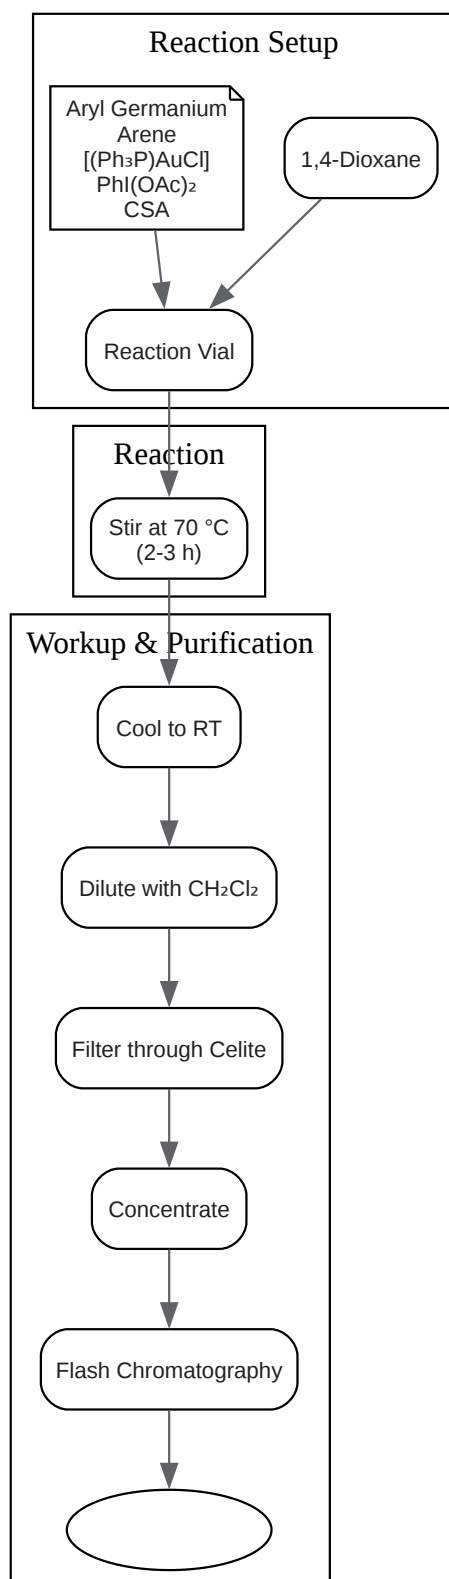 Reaction Setup
Aryl Germanium
Arene
[(Ph₃P)AuCl]
PhI(OAc)₂
CSA
1,4-Dioxane
Reaction Vial
Reaction
Stir at 70 °C
(2-3 h)
Workup & Purification
Cool to RT
Dilute with CH₂Cl₂
Filter through Celite
Concentrate
Flash Chromatography